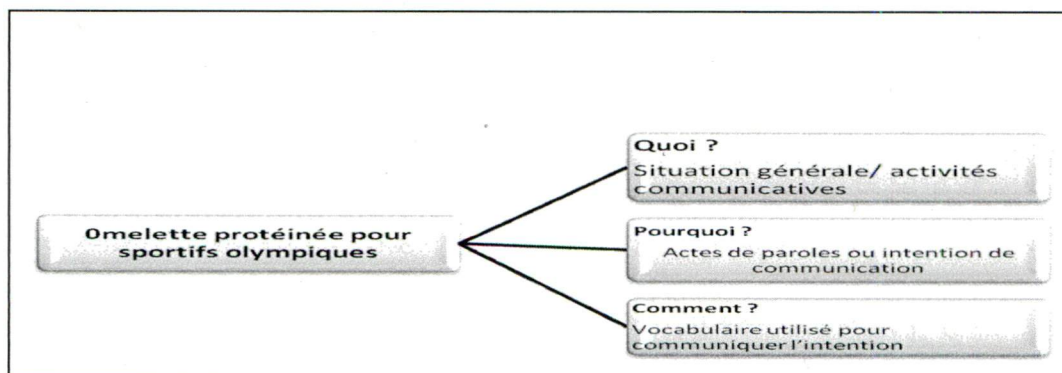 Omelette protéinée pour
sportifs olympiques
Quoi ?
Situation générale/ activités
communicatives
Pourquoi ?
Actes de paroles ou intention de
communication
Comment ?
Vocabulaire utilisé pour
communiquer l'intention